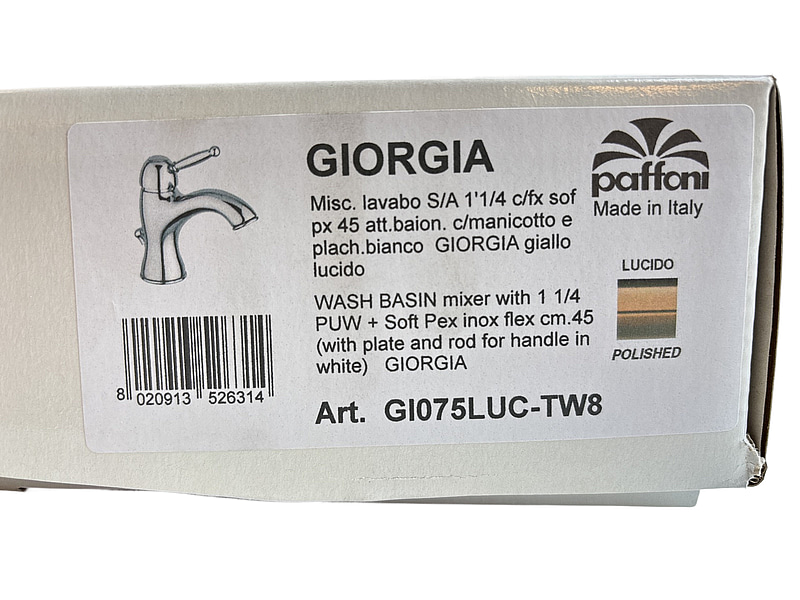 GIORGIA
Misc. lavabo S/A 1'1/4 c/fx sof
px 45 att.baion. c/manicotto e
plach.bianco GIORGIA giallo
lucido
WASH BASIN mixer with 1 1/4
PUW + Soft Pex inox flex cm.45
(with plate and rod for handle in
white) GIORGIA
Art. GI075LUC-TW8
paffoni
Made in Italy
LUCIDO
POLISHED
8 020913 526314